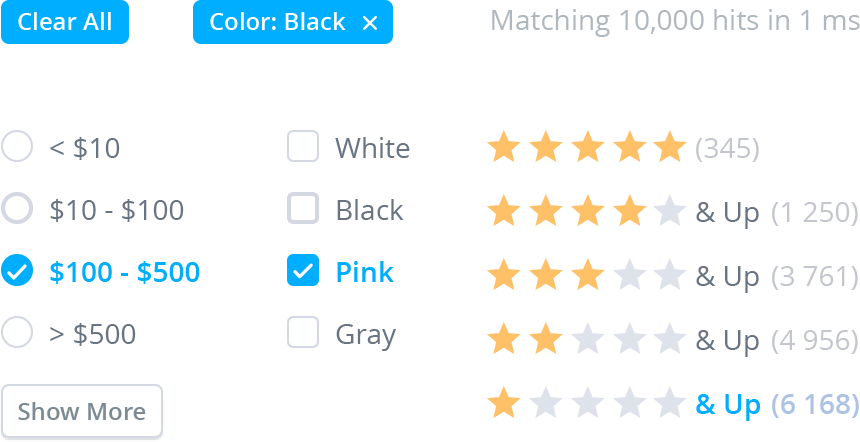 Clear All
Color: Black ×
Matching 10,000 hits in 1 ms
< $10
$10 - $100
$100 - $500
> $500
Show More
White
Black
Pink
Gray
(345)
& Up (1 250)
& Up (3 761)
& Up (4 956)
& Up (6 168)